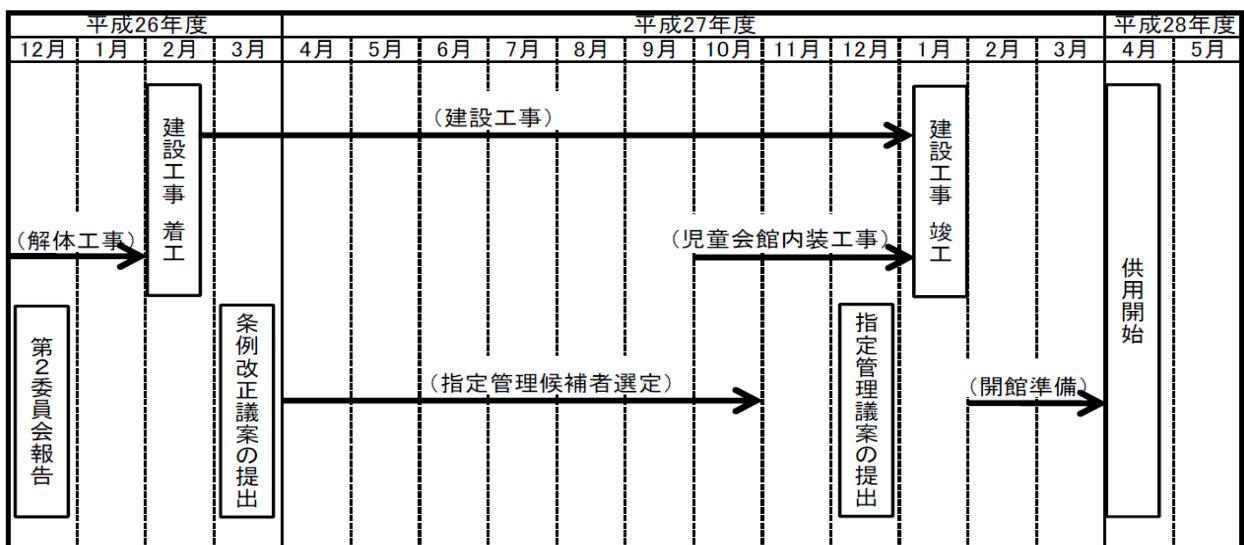 平成26年度 平成27年度 平成28年度
12月 1月 2月 3月 4月 5月 6月 7月 8月 9月 10月 11月 12月 1月 2月 3月 4月 5月
建設工事 着工
（建設工事）
建設工事 竣工
（解体工事）
（児童会館内装工事）
供用開始
第2委員会報告
条例改正議案の提出
（指定管理候補者選定）
指定管理議案の提出
（開館準備）